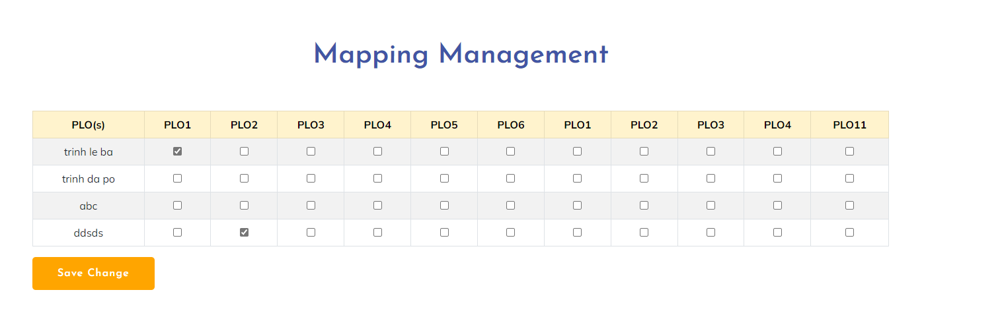 Mapping Management
PLO(s) PLO1 PLO2 PLO3 PLO4 PLO5 PLO6 PLO1 PLO2 PLO3 PLO4 PLO11
trinh le ba
trinh da po
abc
ddsds
Save Change